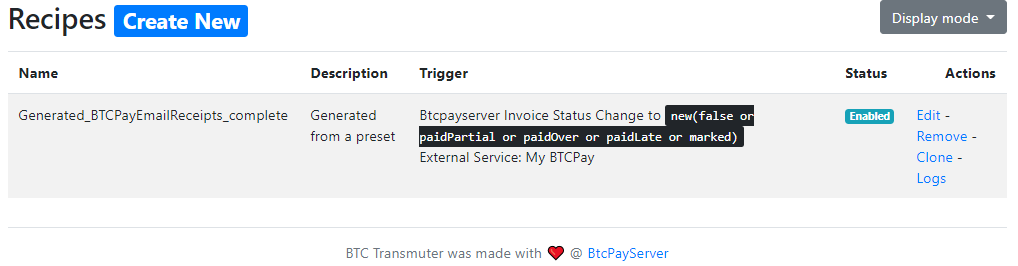 Recipes Create New Display mode
Name Description Trigger Status Actions
Generated_BTCPayEmailReceipts_complete Generated Btcpayserver Invoice Status Change to new(false or Enabled Edit -
from a preset paidPartial or paidOver or paidLate or marked) Remove -
External Service: My BTCPay Clone -
Logs
BTC Transmuter was made with @ BtcPayServer